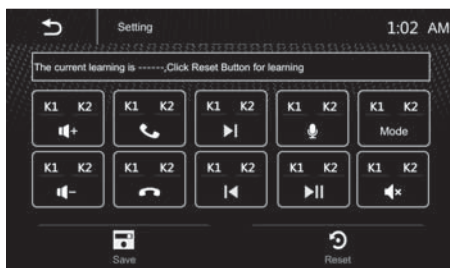 Setting 1:02 AM
The current learning is ------,Click Reset Button for learning
K1 K2 K1 K2 K1 K2 K1 K2 K1 K2
Mode
K1 K2 K1 K2 K1 K2 K1 K2 K1 K2
Save Reset